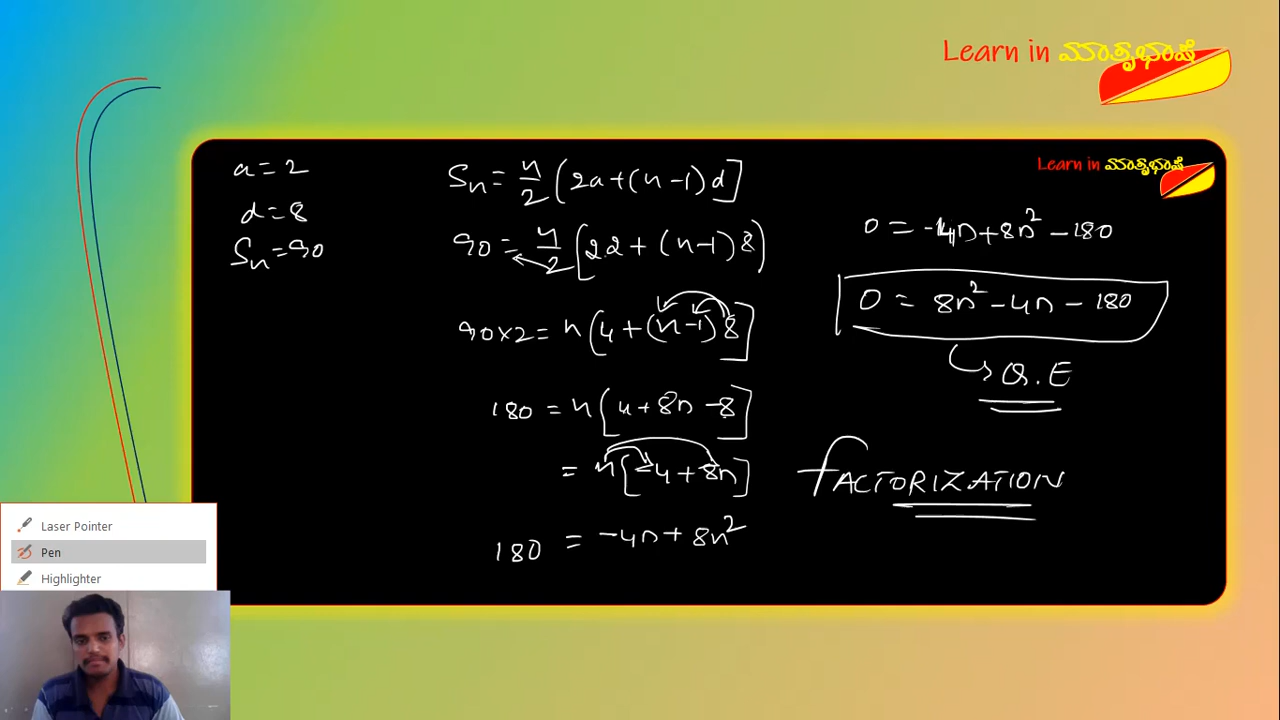 Learn in ಮಾತೃಭಾಷೆ
Learn in ಮಾತೃಭಾಷೆ
a = 2
d = 8
Sn = 90
Sn = n/2 [2a+(n-1)d]
90 = n/2 [2.2 + (n-1)8]
90×2 = n[4+(n-1)8]
180 = n[4+8n-8]
= n[-4+8n]
180 = -4n+8n²
0 = -4n+8n²-180
0 = 8n²-4n-180
Q.E
FACTORIZATION
Laser Pointer
Pen
Highlighter